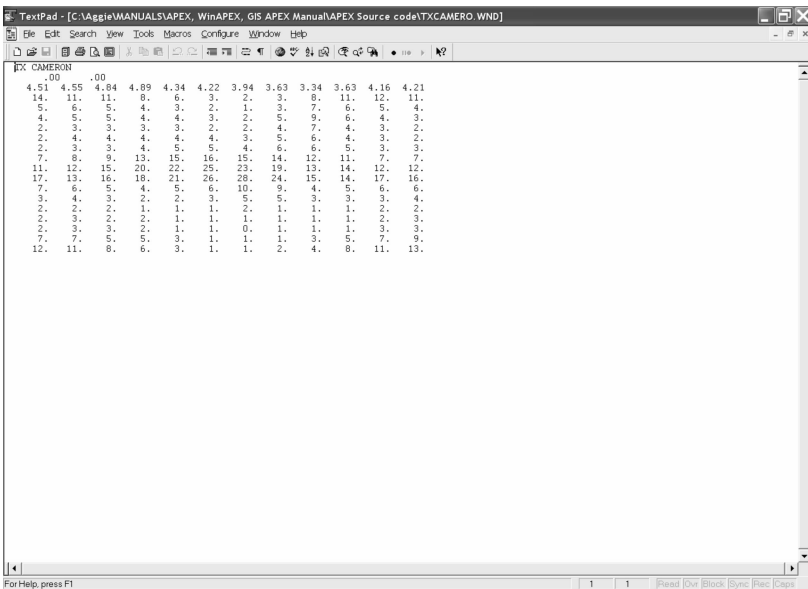 TextPad - [C:\Aggie\MANUALS\APEX, WinAPEX, GIS APEX Manual\APEX Source code\TXCAMERO.WND]
File Edit Search View Tools Macros Configure Window Help
TX CAMERON
.00 .00
4.51 4.55 4.84 4.89 4.34 4.22 3.94 3.63 3.34 3.63 4.16 4.21
14. 11. 11. 8. 6. 3. 2. 3. 8. 11. 12. 11.
5. 6. 5. 4. 3. 2. 1. 3. 7. 6. 5. 4.
4. 5. 5. 4. 4. 3. 2. 5. 9. 6. 4. 3.
2. 3. 3. 3. 3. 2. 2. 4. 7. 4. 3. 2.
2. 4. 4. 4. 4. 4. 3. 5. 6. 4. 3. 2.
2. 3. 3. 4. 5. 5. 4. 6. 6. 5. 3. 3.
7. 8. 9. 13. 15. 16. 15. 14. 12. 11. 7. 7.
11. 12. 15. 20. 22. 25. 23. 19. 13. 14. 12. 12.
17. 13. 16. 18. 21. 26. 28. 24. 15. 14. 17. 16.
7. 6. 5. 4. 5. 6. 10. 9. 4. 5. 6. 6.
3. 4. 3. 2. 2. 3. 5. 5. 3. 3. 3. 4.
2. 2. 2. 1. 1. 1. 2. 1. 1. 1. 2. 2.
2. 3. 2. 2. 1. 1. 1. 1. 1. 1. 2. 3.
2. 3. 3. 2. 1. 1. 0. 1. 1. 1. 3. 3.
7. 7. 5. 5. 3. 1. 1. 1. 3. 5. 7. 9.
12. 11. 8. 6. 3. 1. 1. 2. 4. 8. 11. 13.
For Help, press F1
1 1 Read Ovr Block Sync Rec Caps